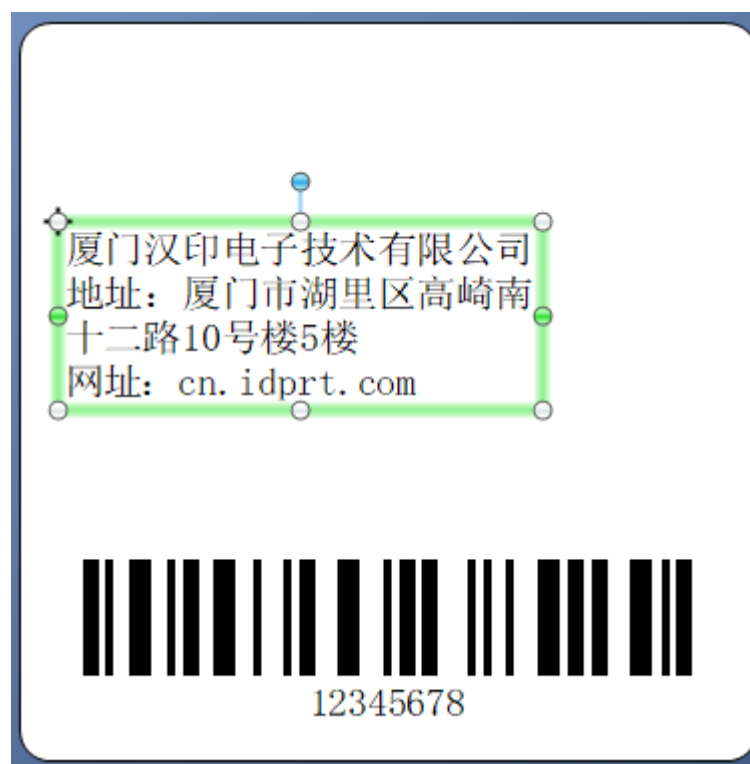 厦门汉印电子技术有限公司
地址：厦门市湖里区高崎南
十二路10号楼5楼
网址：cn.idprt.com
12345678